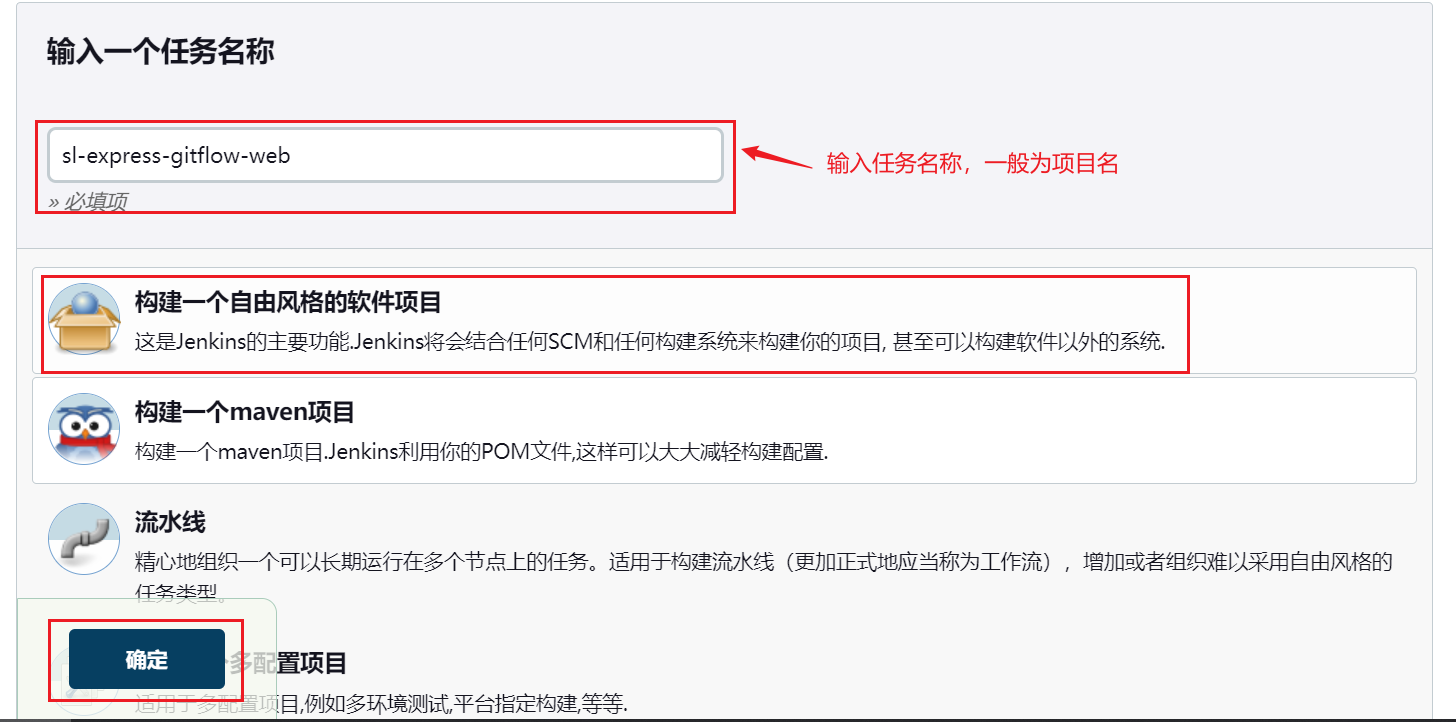 输入一个任务名称
sl-express-gitflow-web
输入任务名称，一般为项目名
» 必填项
构建一个自由风格的软件项目
这是Jenkins的主要功能.Jenkins将会结合任何SCM和任何构建系统来构建你的项目, 甚至可以构建软件以外的系统.
构建一个maven项目
构建一个maven项目.Jenkins利用你的POM文件,这样可以大大减轻构建配置.
流水线
精心地组织一个可以长期运行在多个节点上的任务。适用于构建流水线（更加正式地应当称为工作流），增加或者组织难以采用自由风格的
任务类型。
确定
多配置项目
适用于多配置项目,例如多环境测试,平台指定构建,等等.